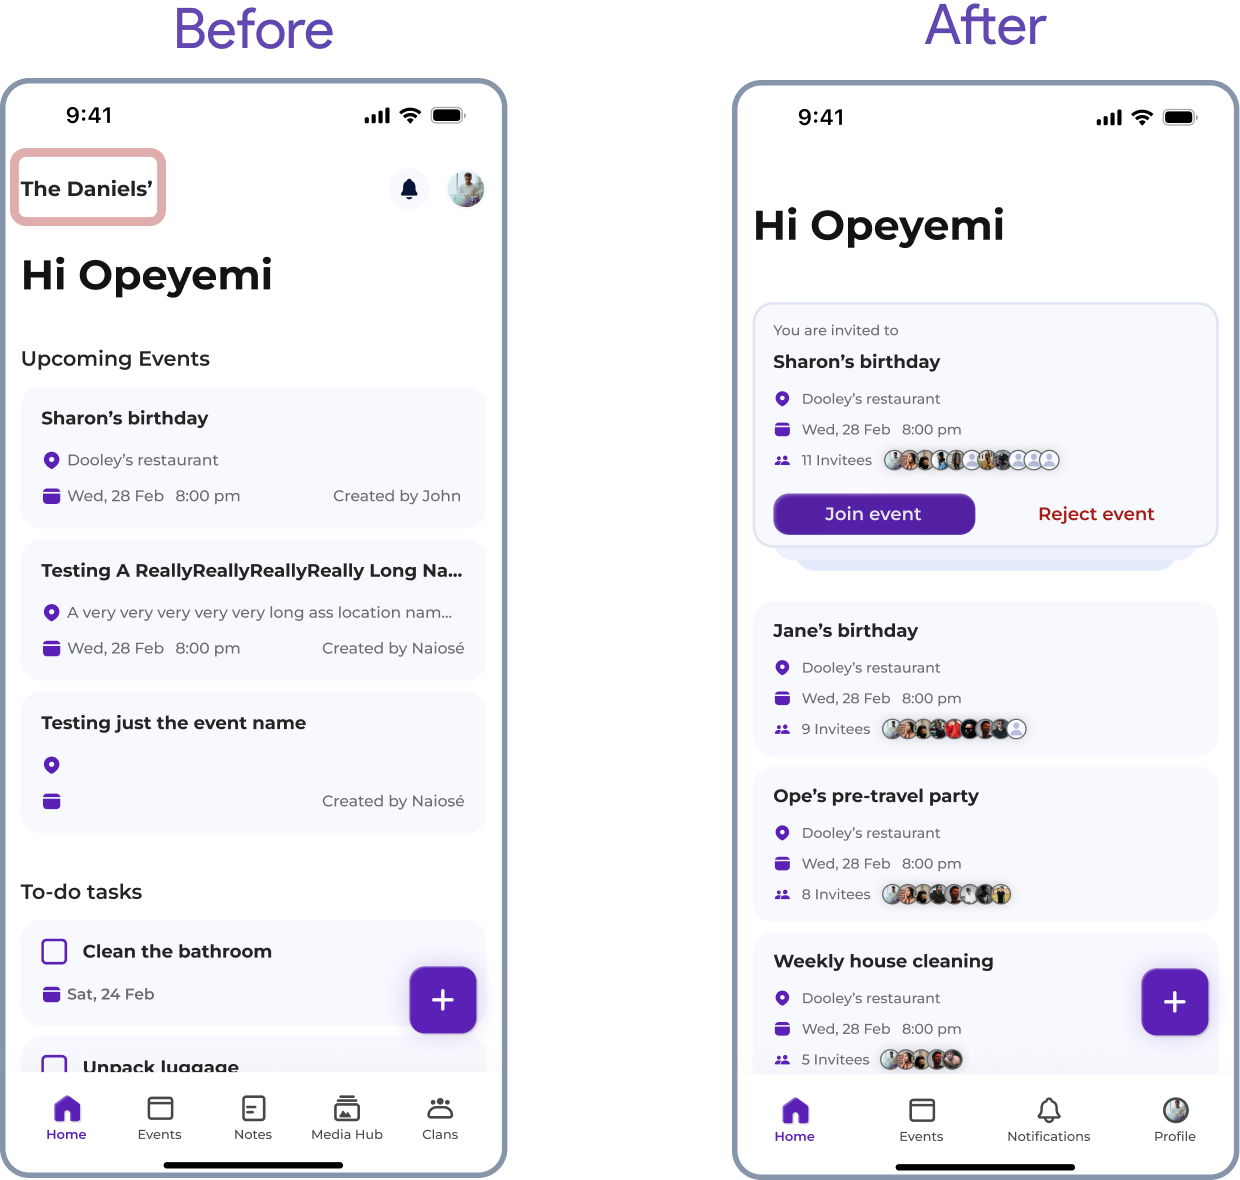 Before
9:41
The Daniels’
Hi Opeyemi
Upcoming Events
Sharon’s birthday
Dooley’s restaurant
Wed, 28 Feb 8:00 pm Created by John
Testing A ReallyReallyReallyReally Long Na...
A very very very very very long ass location nam...
Wed, 28 Feb 8:00 pm Created by Naiosé
Testing just the event name
Created by Naiosé
To-do tasks
Clean the bathroom
Sat, 24 Feb
Unpack luggage
Home Events Notes Media Hub Clans
After
9:41
Hi Opeyemi
You are invited to
Sharon’s birthday
Dooley’s restaurant
Wed, 28 Feb 8:00 pm
11 Invitees
Join event Reject event
Jane’s birthday
Dooley’s restaurant
Wed, 28 Feb 8:00 pm
9 Invitees
Ope’s pre-travel party
Dooley’s restaurant
Wed, 28 Feb 8:00 pm
8 Invitees
Weekly house cleaning
Dooley’s restaurant
Wed, 28 Feb 8:00 pm
5 Invitees
Home Events Notifications Profile